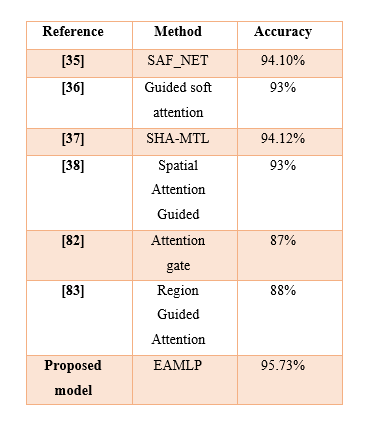 Reference Method Accuracy
[35] SAF_NET 94.10%
[36] Guided soft 93%
attention
[37] SHA-MTL 94.12%
[38] Spatial 93%
Attention
Guided
[82] Attention 87%
gate
[83] Region 88%
Guided
Attention
Proposed EAMLP 95.73%
model